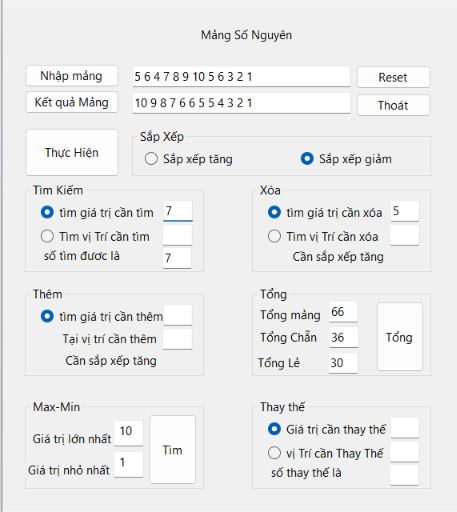 Mảng Số Nguyên
Nhập mảng 5 6 4 7 8 9 10 5 6 3 2 1 Reset
Kết quả Mảng 10 9 8 7 6 6 5 5 4 3 2 1 Thoát
Thực Hiện
Sắp Xếp
Sắp xếp tăng Sắp xếp giảm
Tìm Kiếm
tìm giá trị cần tìm 7
Tìm vị Trí cần tìm
số tìm được là 7
Xóa
tìm giá trị cần xóa 5
Tìm vị Trí cần xóa
Cần sắp xếp tăng
Thêm
tìm giá trị cần thêm
Tại vị trí cần thêm
Cần sắp xếp tăng
Tổng
Tổng mảng 66
Tổng Chẵn 36
Tổng Lẻ 30
Tổng
Max-Min
Giá trị lớn nhất 10
Giá trị nhỏ nhất 1
Tìm
Thay thế
Giá trị cần thay thế
vị Trí cần Thay Thế
số thay thế là